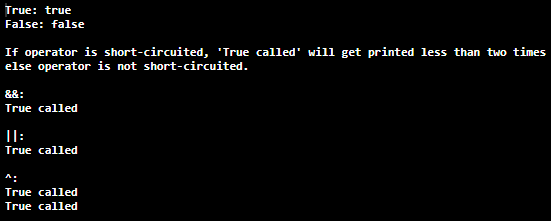 True: true
False: false
If operator is short-circuited, 'True called' will get printed less than two times
else operator is not short-circuited.
&&:
True called
||:
True called
^:
True called
True called